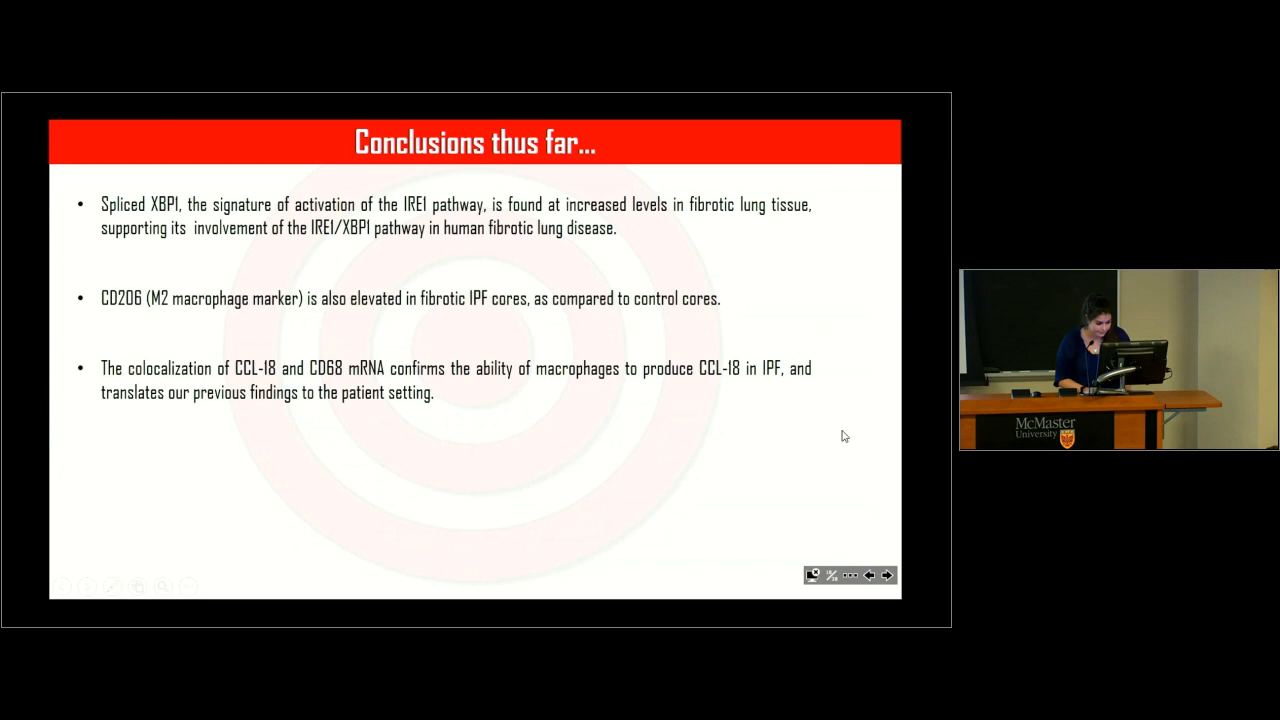 Conclusions thus far...
• Spliced XBP1, the signature of activation of the IRE1 pathway, is found at increased levels in fibrotic lung tissue,
supporting its involvement of the IRE1/XBP1 pathway in human fibrotic lung disease.
• CD206 (M2 macrophage marker) is also elevated in fibrotic IPF cores, as compared to control cores.
• The colocalization of CCL-18 and CD68 mRNA confirms the ability of macrophages to produce CCL-18 in IPF, and
translates our previous findings to the patient setting.
McMaster
University